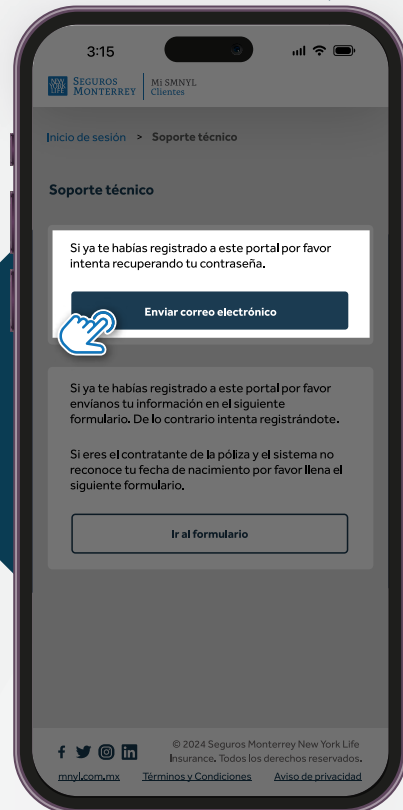 3:15
NEW YORK LIFE
SEGUROS MONTERREY
Mi SMNYL Clientes
Inicio de sesión > Soporte técnico
Soporte técnico
Si ya te habías registrado a este portal por favor
intenta recuperando tu contraseña.
Enviar correo electrónico
Si ya te habías registrado a este portal por favor
envíanos tu información en el siguiente
formulario. De lo contrario intenta registrándote.
Si eres el contratante de la póliza y el sistema no
reconoce tu fecha de nacimiento por favor llena el
siguiente formulario.
Ir al formulario
© 2024 Seguros Monterrey New York Life
Insurance. Todos los derechos reservados.
mnyl.com.mx Términos y Condiciones Aviso de privacidad